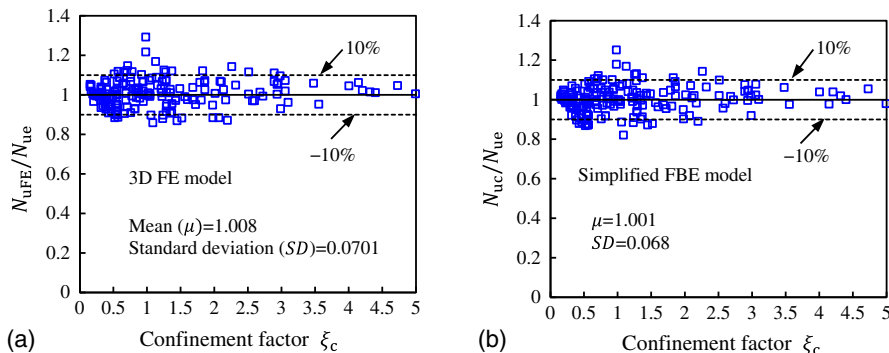 1.4
1.2
1
0.8
0.6
0.4
0.2
0
N_uFE/N_ue
10%
−10%
3D FE model
Mean (μ)=1.008
Standard deviation (SD)=0.0701
0.5 1 1.5 2 2.5 3 3.5 4 4.5 5
(a) Confinement factor ξ_c
1.4
1.2
1
0.8
0.6
0.4
0.2
0
N_uc/N_ue
10%
−10%
Simplified FBE model
μ=1.001
SD=0.068
0 0.5 1 1.5 2 2.5 3 3.5 4 4.5 5
(b) Confinement factor ξ_c